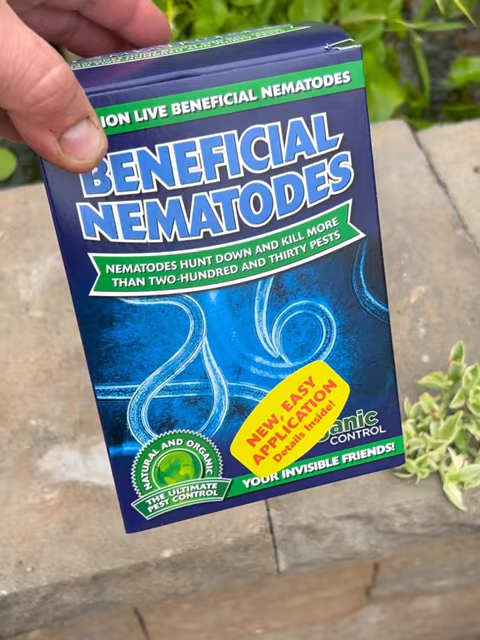 ION LIVE BENEFICIAL NEMATODES
BENEFICIAL
NEMATODES
NEMATODES HUNT DOWN AND KILL MORE
THAN TWO-HUNDRED AND THIRTY PESTS
NEW, EASY
APPLICATION
Details Inside!
anic
CONTROL
NATURAL AND ORGANIC
THE ULTIMATE
PEST CONTROL
YOUR INVISIBLE FRIENDS!